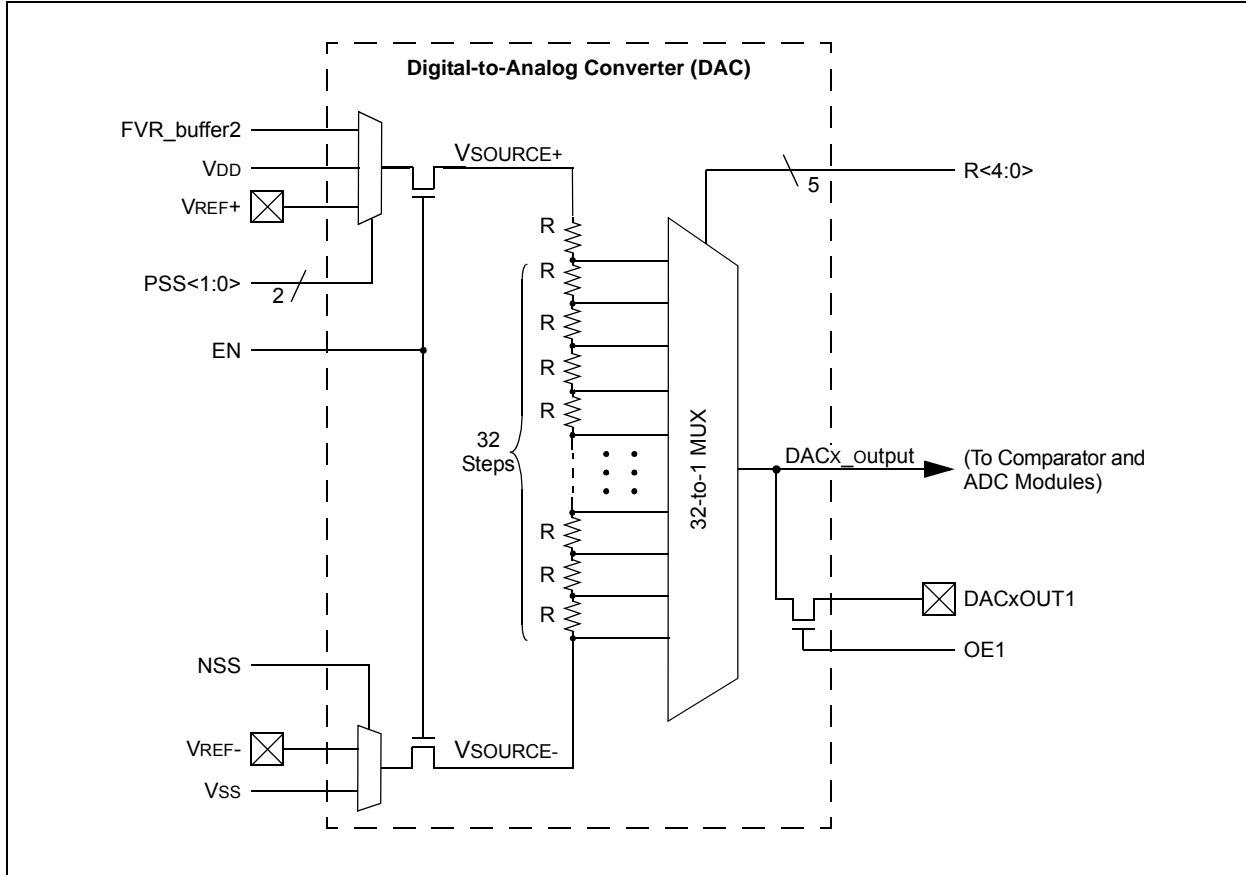 Digital-to-Analog Converter (DAC)
FVR_buffer2
VDD
VREF+
PSS<1:0>
2
EN
VSOURCE+
R
R
R
R
R
32
Steps
R
R
R
32-to-1 MUX
5
R<4:0>
DACx_output
(To Comparator and
ADC Modules)
DACxOUT1
OE1
NSS
VREF-
VSS
VSOURCE-